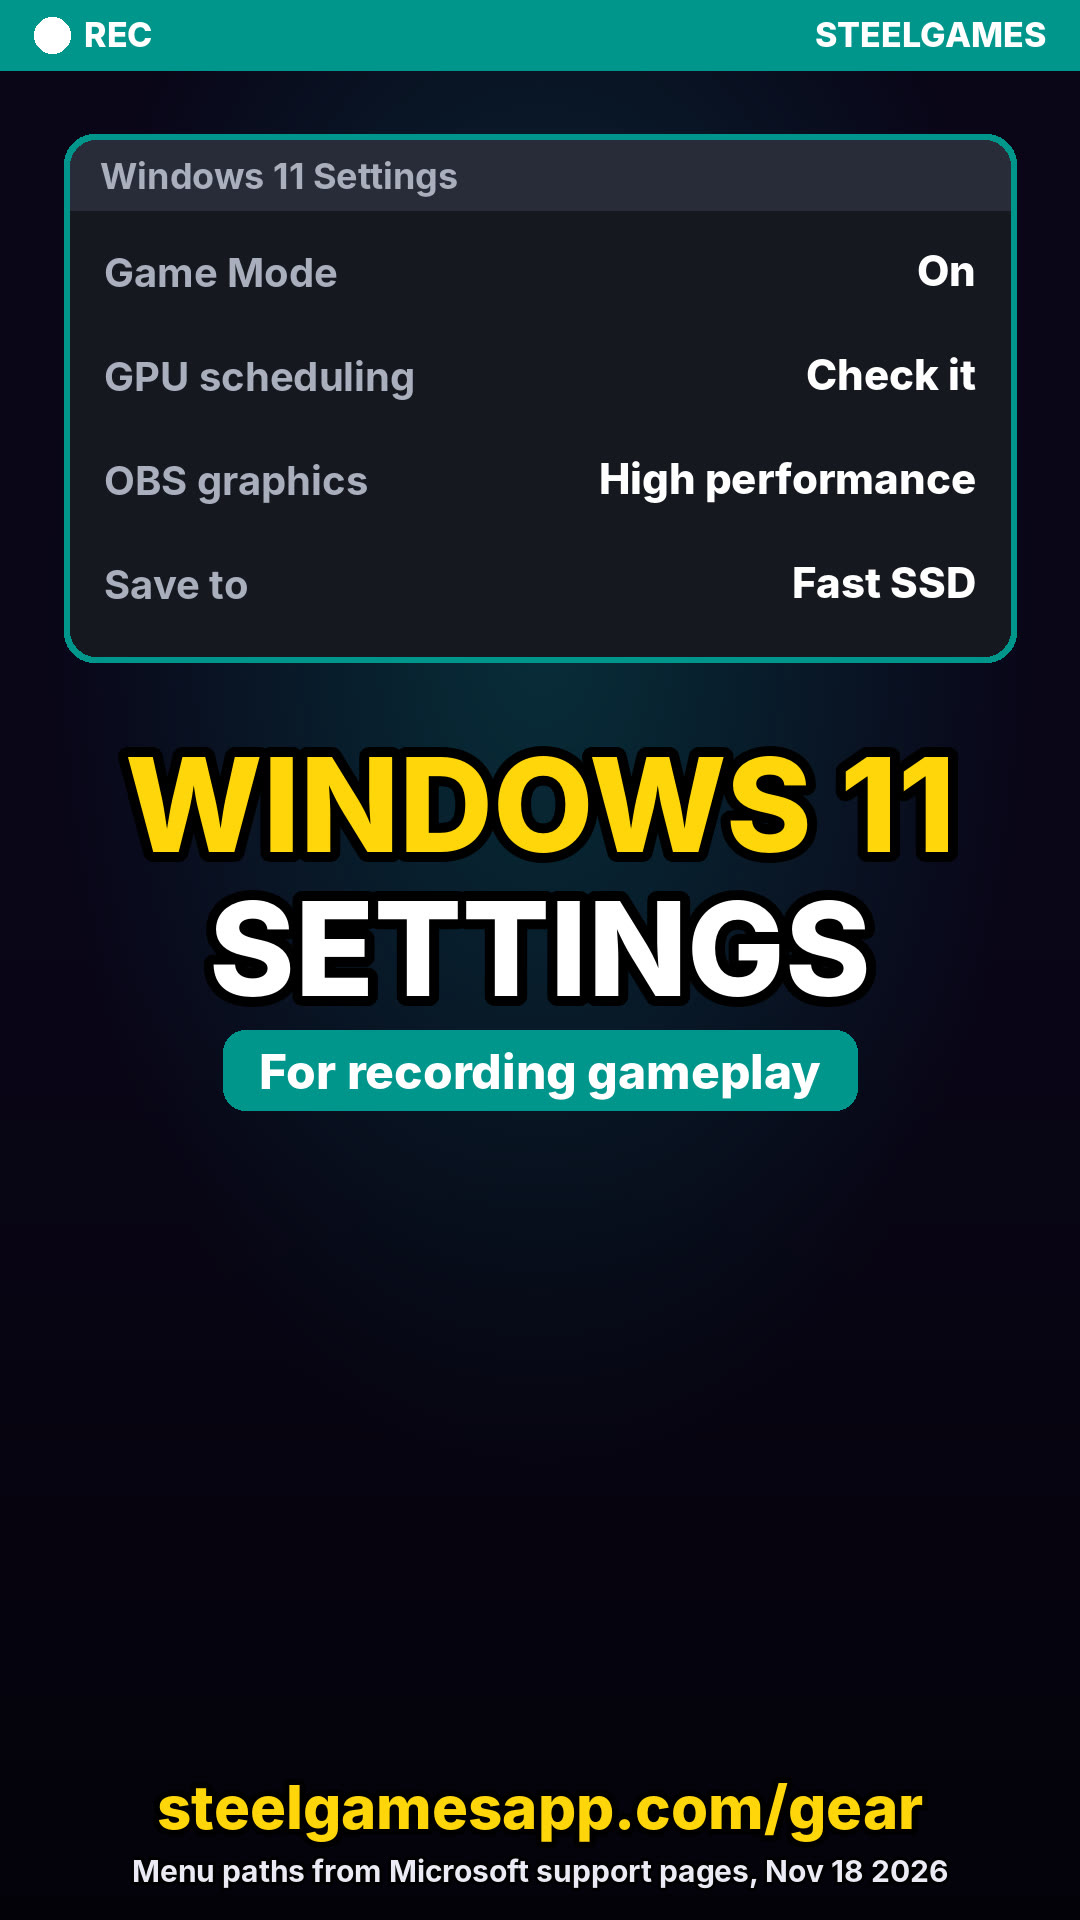 REC STEELGAMES
Windows 11 Settings
Game Mode On
GPU scheduling Check it
OBS graphics High performance
Save to Fast SSD
WINDOWS 11
SETTINGS
For recording gameplay
steelgamesapp.com/gear
Menu paths from Microsoft support pages, Nov 18 2026